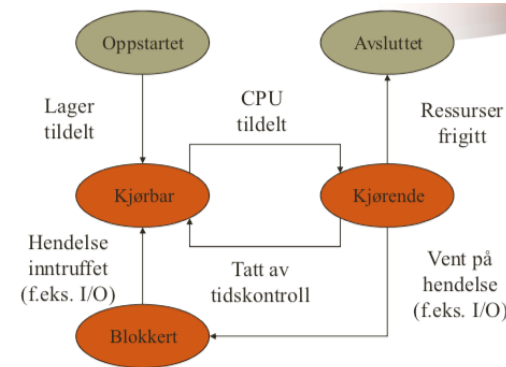 Oppstartet
Avsluttet
Lager
tildelt
CPU
tildelt
Ressurser
frigitt
Kjørbar
Kjørende
Hendelse
inntruffet
(f.eks. I/O)
Tatt av
tidskontroll
Vent på
hendelse
(f.eks. I/O)
Blokkert